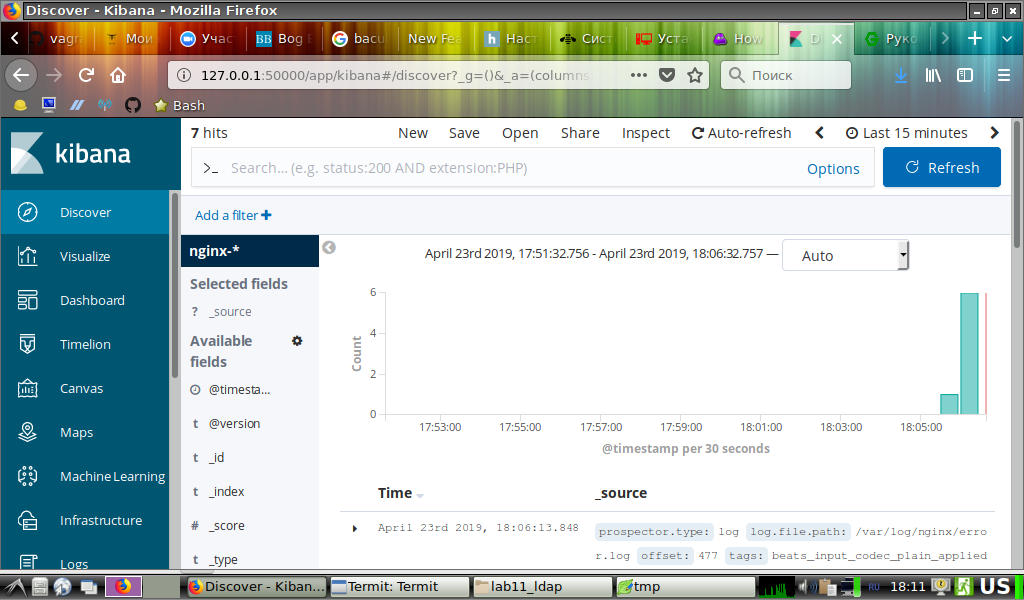 Discover - Kibana - Mozilla Firefox
vagr
Мои
Учас
BB Bog
bacu
New Fea
h Наст
Сист
Уста
How
D
Руко
127.0.0.1:50000/app/kibana#/discover?_g=()&_a=(columns
Поиск
Bash
kibana
Discover
Visualize
Dashboard
Timelion
Canvas
Maps
Machine Learning
Infrastructure
Logs
7 hits
New Save Open Share Inspect Auto-refresh Last 15 minutes
>_ Search... (e.g. status:200 AND extension:PHP) Options Refresh
Add a filter +
nginx-*
Selected fields
? _source
Available
fields
@timesta...
t @version
t _id
t _index
# _score
t _type
April 23rd 2019, 17:51:32.756 - April 23rd 2019, 18:06:32.757 — Auto
6
4
2
0
Count
17:53:00 17:55:00 17:57:00 17:59:00 18:01:00 18:03:00 18:05:00
@timestamp per 30 seconds
Time _source
April 23rd 2019, 18:06:13.848 prospector.type: log log.file.path: /var/log/nginx/erro
r.log offset: 477 tags: beats_input_codec_plain_applied
Discover - Kiban... Termit: Termit lab11_ldap tmp RU 18:11 US